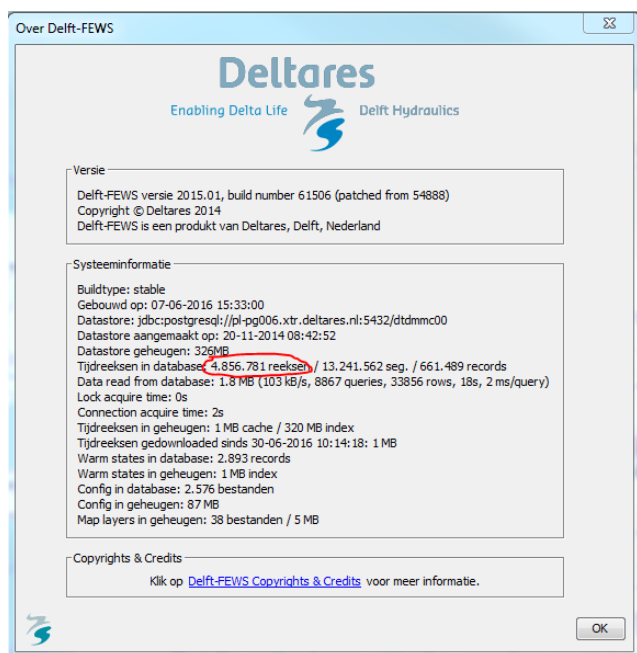 Over Delft-FEWS
Deltares
Enabling Delta Life Delft Hydraulics
Versie
Delft-FEWS versie 2015.01, build number 61506 (patched from 54888)
Copyright © Deltares 2014
Delft-FEWS is een produkt van Deltares, Delft, Nederland
Systeeminformatie
Buildtype: stable
Gebouwd op: 07-06-2016 15:33:00
Datastore: jdbc:postgresql://pl-pg006.xtr.deltares.nl:5432/dtdmmc00
Datastore aangemaakt op: 20-11-2014 08:42:52
Datastore geheugen: 326MB
Tijdreeksen in database: 4.856.781 reeksen / 13.241.562 seg. / 661.489 records
Data read from database: 1.8 MB (103 kB/s, 8867 queries, 33856 rows, 18s, 2 ms/query)
Lock acquire time: 0s
Connection acquire time: 2s
Tijdreeksen in geheugen: 1 MB cache / 320 MB index
Tijdreeksen gedownloaded sinds 30-06-2016 10:14:18: 1 MB
Warm states in database: 2.893 records
Warm states in geheugen: 1 MB index
Config in database: 2.576 bestanden
Config in geheugen: 87 MB
Map layers in geheugen: 38 bestanden / 5 MB
Copyrights & Credits
Klik op Delft-FEWS Copyrights & Credits voor meer informatie.
OK